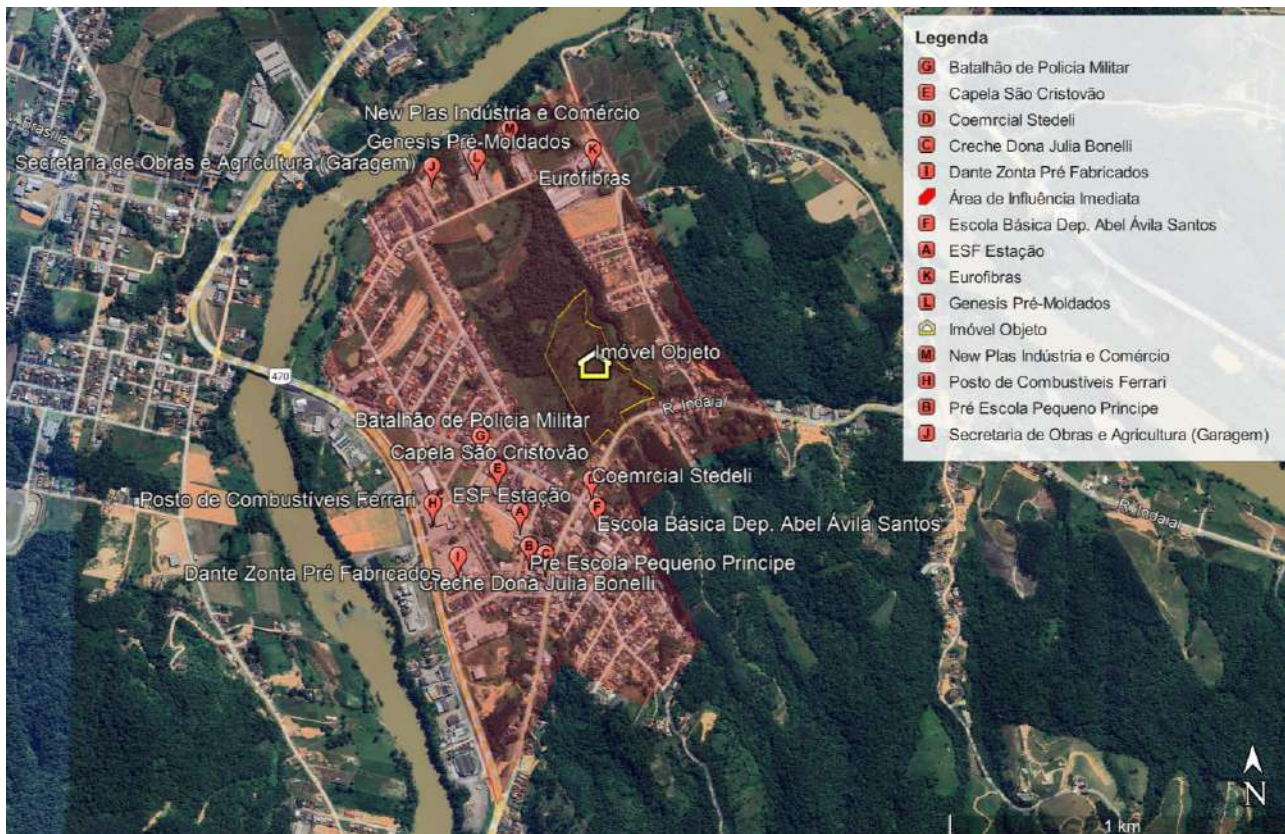 Legenda
G Batalhão de Policia Militar
E Capela São Cristovão
D Coemrcial Stedeli
C Creche Dona Julia Bonelli
I Dante Zonta Pré Fabricados
Área de Influência Imediata
F Escola Básica Dep. Abel Ávila Santos
A ESF Estação
K Eurofibras
L Genesis Pré-Moldados
Imóvel Objeto
M New Plas Indústria e Comércio
H Posto de Combustíveis Ferrari
B Pré Escola Pequeno Principe
J Secretaria de Obras e Agricultura (Garagem)
New Plas Indústria e Comércio
M
Genesis Pré-Moldados
L
K
Secretaria de Obras e Agricultura (Garagem)
J
Eurofibras
Imóvel Objeto
470
R. Indaial
Batalhão de Policia Militar
G
Capela São Cristovão
E
Coemrcial Stedeli
Posto de Combustíveis Ferrari
ESF Estação
H
A
F
Escola Básica Dep. Abel Ávila Santos
R. Indaial
B
C
I
Pré Escola Pequeno Principe
Dante Zonta Pré Fabricados
Creche Dona Julia Bonelli
N
1 km